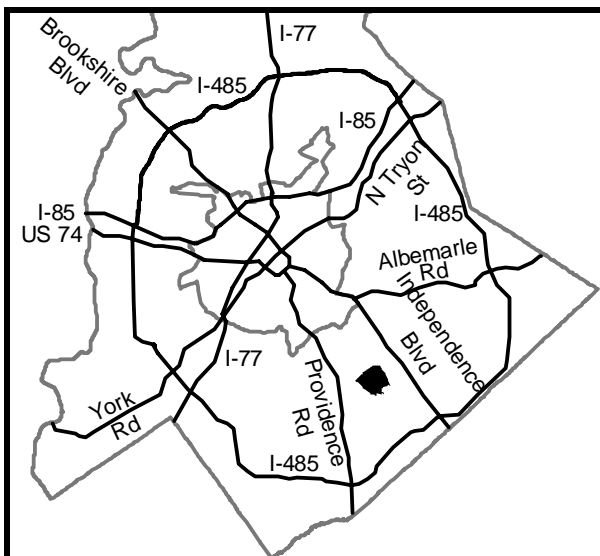 I-77
Brookshire
Blvd
I-485
I-85
N Tryon
St
I-85
US 74
I-485
Albemarle
Rd
Independence
Blvd
I-77
Providence
Rd
York
Rd
I-485